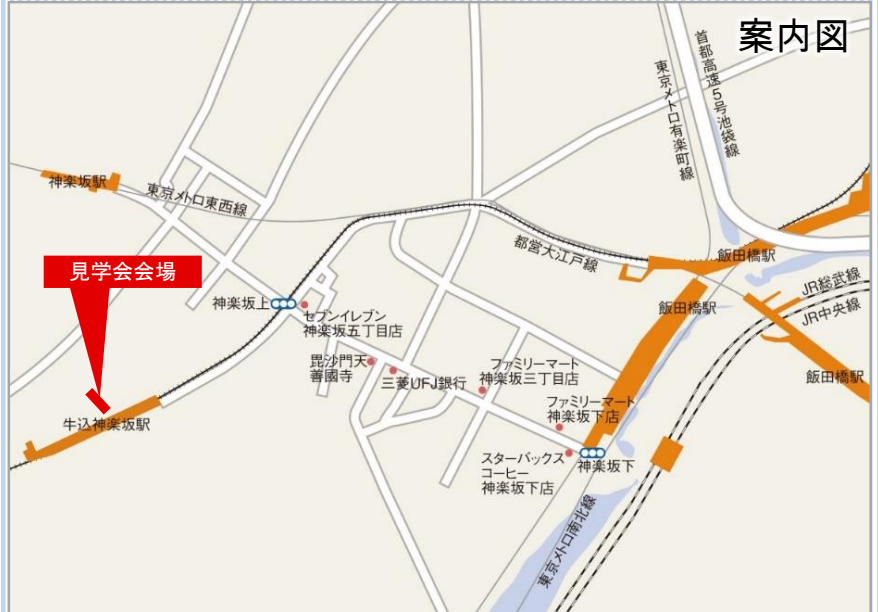 案内図
首都高速5号池袋線
東京メトロ有楽町線
神楽坂駅
東京メトロ東西線
都営大江戸線
飯田橋駅
見学会会場
JR総武線
JR中央線
神楽坂上
セブンイレブン
神楽坂五丁目店
飯田橋駅
毘沙門天
善國寺
三菱UFJ銀行
ファミリーマート
神楽坂三丁目店
飯田橋駅
ファミリーマート
神楽坂下店
牛込神楽坂駅
スターバックス
コーヒー
神楽坂下店
神楽坂下
東京メトロ南北線